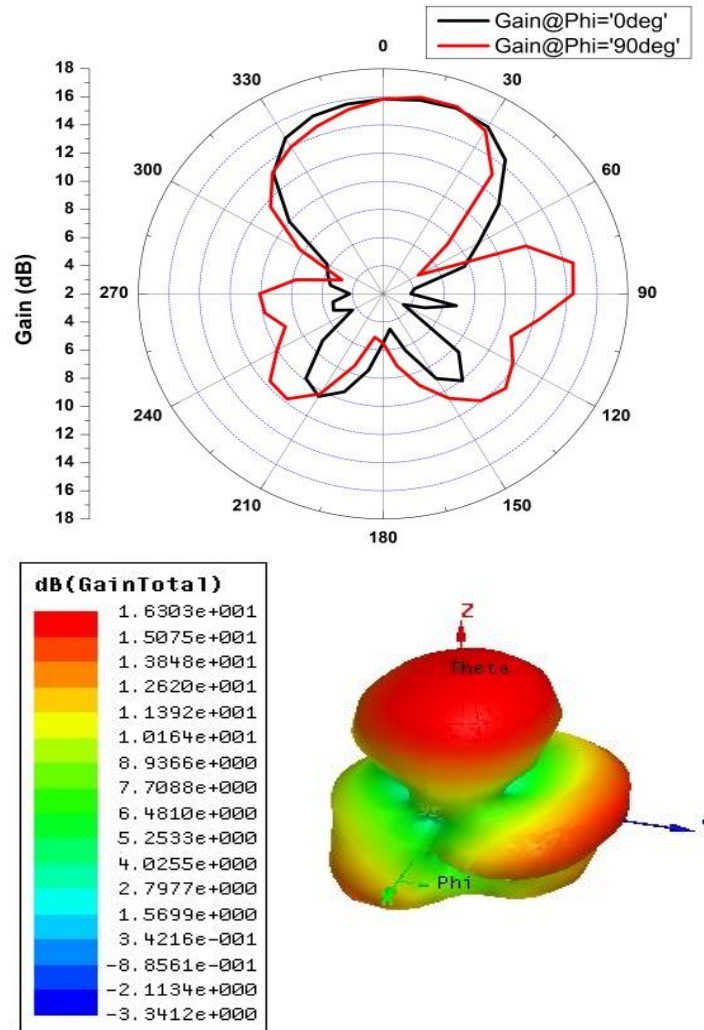 Gain@Phi='0deg'
Gain@Phi='90deg'
0
18
16
14
12
10
8
6
4
2
4
6
8
10
12
14
16
18
Gain (dB)
330
30
300
60
270
90
240
120
210
150
180
dB(GainTotal)
1.6303e+001
1.5075e+001
1.3848e+001
1.2620e+001
1.1392e+001
1.0164e+001
8.9366e+000
7.7088e+000
6.4810e+000
5.2533e+000
4.0255e+000
2.7977e+000
1.5699e+000
3.4216e-001
-8.8561e-001
-2.1134e+000
-3.3412e+000
Z
Theta
Phi